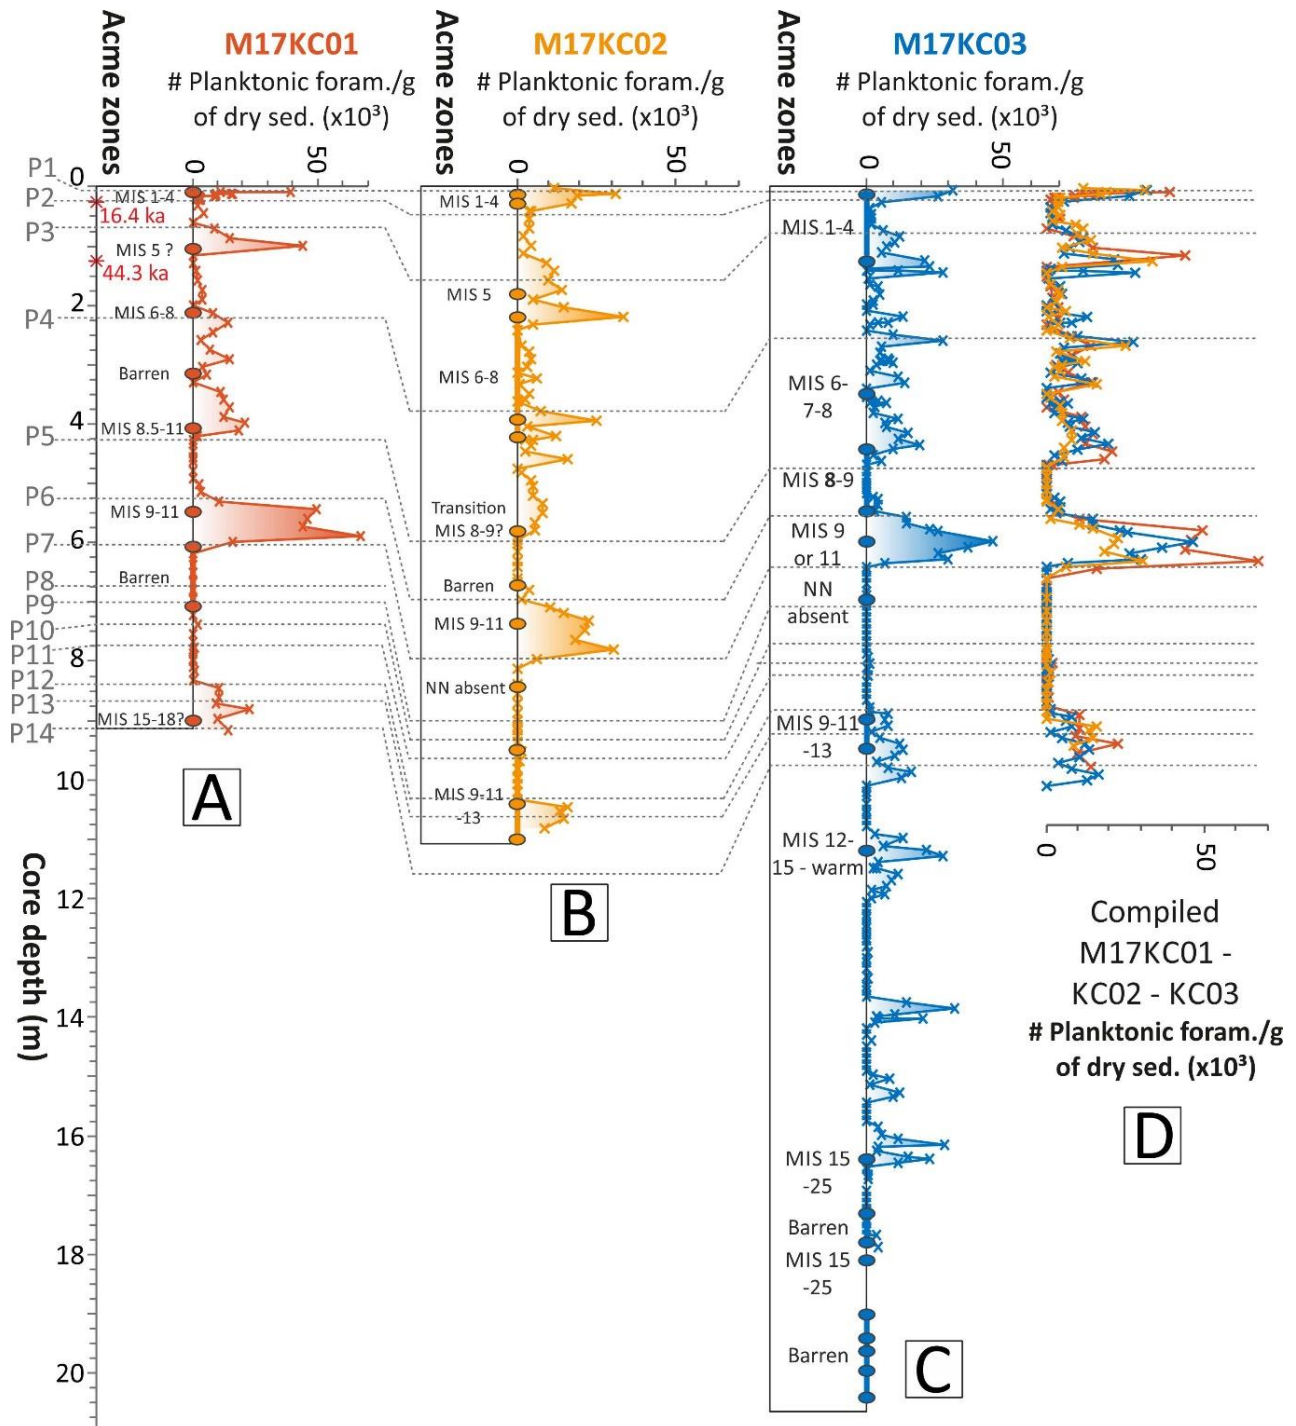 Acme zones
M17KC01
# Planktonic foram./g
of dry sed. (x10³)
0
50
Acme zones
M17KC02
# Planktonic foram./g
of dry sed. (x10³)
0
50
Acme zones
M17KC03
# Planktonic foram./g
of dry sed. (x10³)
0
50
P1
P2
P3
P4
P5
P6
P7
P8
P9
P10
P11
P12
P13
P14
0
2
4
6
8
10
12
14
16
18
20
Core depth (m)
MIS 1-4
16.4 ka
MIS 5 ?
44.3 ka
MIS 6-8
Barren
MIS 8.5-11
MIS 9-11
Barren
MIS 15-18?
A
MIS 1-4
MIS 5
MIS 6-8
Transition
MIS 8-9?
Barren
MIS 9-11
NN absent
MIS 9-11
-13
B
MIS 1-4
MIS 6-
7-8
MIS 8-9
MIS 9
or 11
NN
absent
MIS 9-11
-13
MIS 12-
15 - warm
MIS 15
-25
Barren
MIS 15
-25
Barren
C
0
50
Compiled
M17KC01 -
KC02 - KC03
# Planktonic foram./g
of dry sed. (x10³)
D